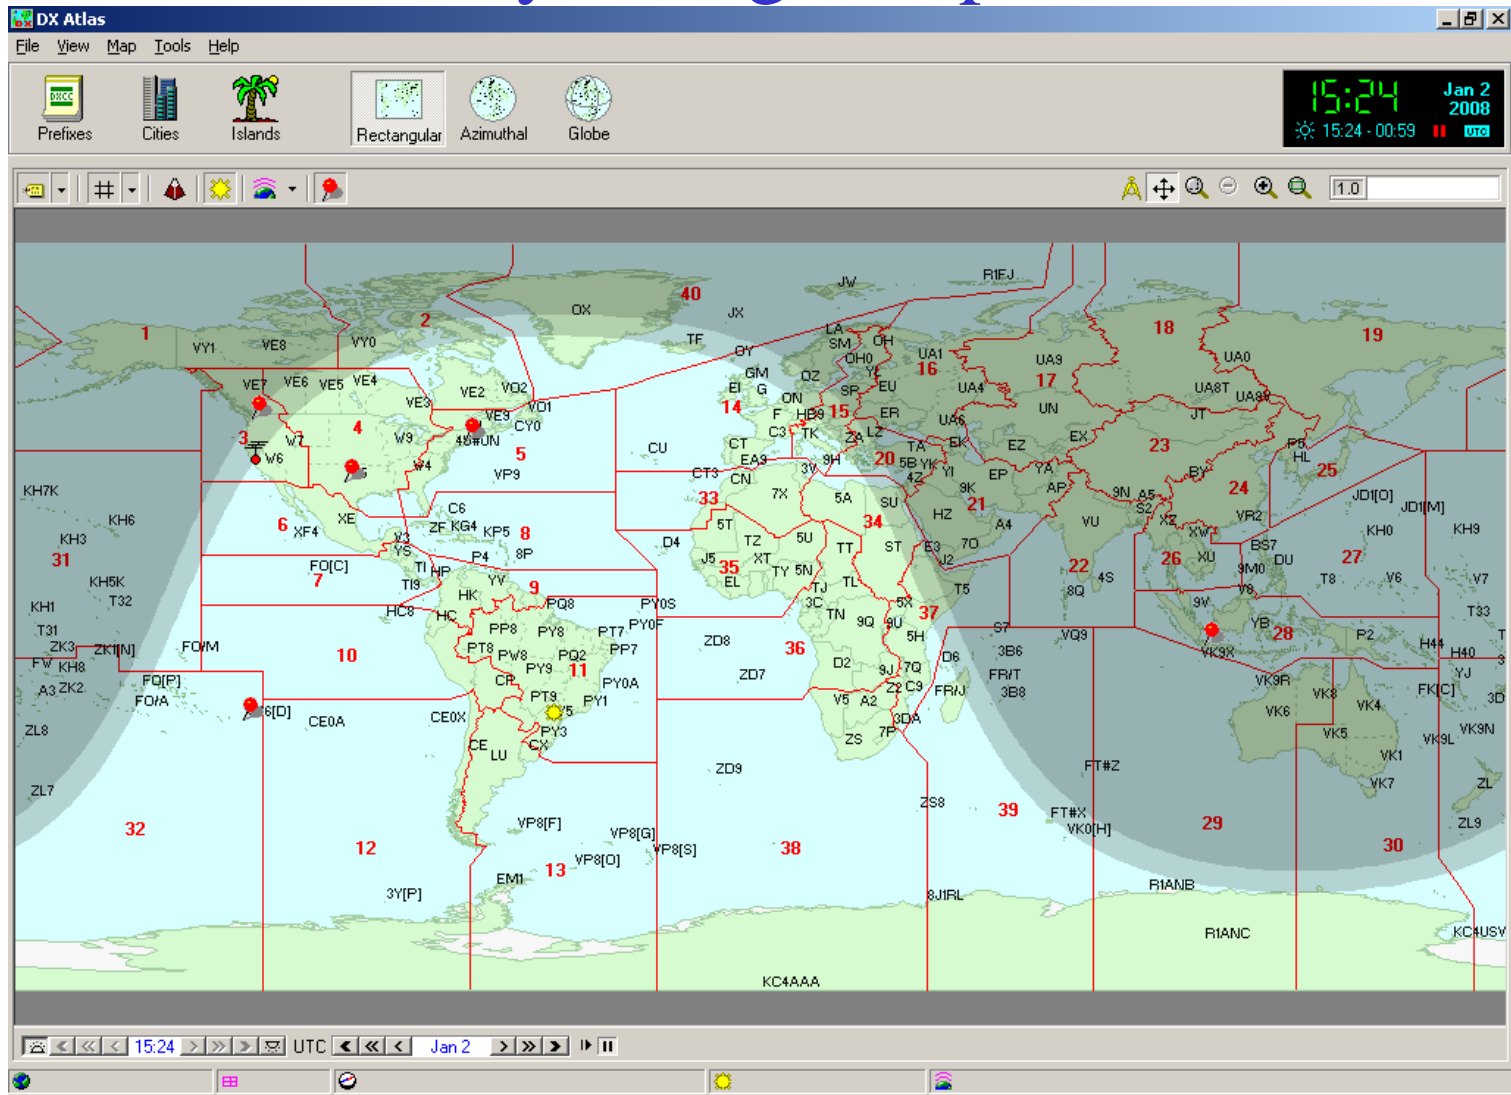 DX Atlas
File View Map Tools Help
DXCC
Prefixes Cities Islands Rectangular Azimuthal Globe
15:24 Jan 2
2008
15:24 - 00:59 UTC
1.0
R1FJ
JW
40
OX JX
1 2 18 19
LA
VY1 VE8 VY0 TF OY SM OH
OH0 UA1 UA9 UA0
16
GM YL
VE7 VE6 VE5 VE4 VE2 VO2 EI G OZ SP EU UA4 17 UA8T
ON UA8V
VE3 VO1 14 F HB9 15 ER UN JT
VE9 CY0
3 4 C3 TK LZ UA6
W7 W9 4U#UN 5 CU CT ZA TA EK EZ EX 23 P5
W6 W4 EA9 9H 20 5B YK YI HL
VP9 CT3 CN 3V 4Z EP YA BY 25
KH7K 33 7X 5A SU 9K 21 AP 9N A5 24 JD1[O]
C6 S2 JD1[M]
6 XE ZF KG4 KP5 8 5T 34 HZ A4 VU XZ VR2
KH6 XF4 V3 D4 TZ 5U XW KH0 KH9
KH3 YS P4 8P J5 XT TT ST E3 7O BS7 DU 27
31 FO[C] TI HP 35 TY 5N J2 22 26 XU 9M0
7 TI9 YV 9 EL TJ TL T5 4S T8 V6 V7
KH5K HK 8Q V8
KH1 T32 HC8 HC PQ8 PY0S 3C TN 5X 37 9V T33
T31 PP8 PY8 PT7 PY0F ZD8 9Q 9U 5H S7 VQ9 YB 28 P2
ZK3 ZK1[N] FO/M PT8 PW8 PQ2 PP7 36 3B6 VK9X H44 H40
FW KH8 10 PY9 11 ZD7 D2 9J 7Q D6
A3 ZK2 FO[P] CP PY0A Z2 C9 FR/T VK9R YJ
FO/A PT9 PY1 V5 A2 FR/J 3B8 VK8 VK4 FK[C] 3D
6[D] CE0A CE0X 3DA VK6
ZL8 CE PY3 ZS 7P VK5 VK9L VK9N
LU CX VK1
ZD9 FT#Z VK7 ZL
ZL7 ZS8 39
32 VP8[F] FT#X 29 ZL9
VP8[G] VK0[H]
12 VP8[S] 38 30
VP8[O] 13
EM1
3Y[P] 8J1RL R1ANB
R1ANC KC4USV
KC4AAA
15:24 UTC Jan 2